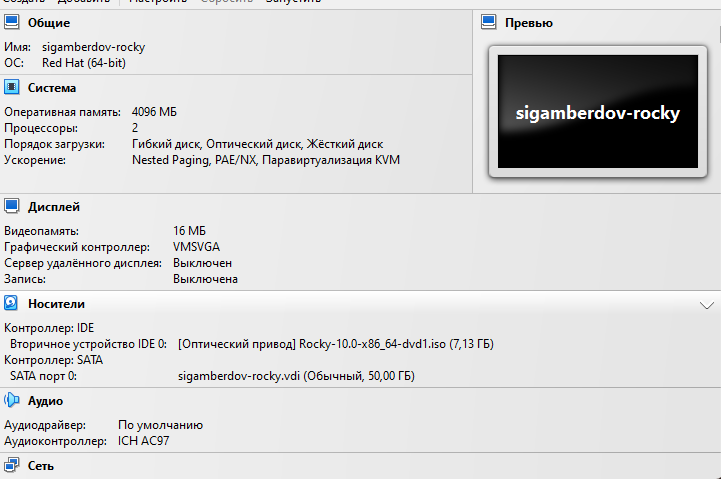 Создать Добавить Настроить Сбросить Запустить
Общие
Имя: sigamberdov-rocky
ОС: Red Hat (64-bit)
Система
Оперативная память: 4096 МБ
Процессоры: 2
Порядок загрузки: Гибкий диск, Оптический диск, Жёсткий диск
Ускорение: Nested Paging, PAE/NX, Паравиртуализация KVM
Превью
sigamberdov-rocky
Дисплей
Видеопамять: 16 МБ
Графический контроллер: VMSVGA
Сервер удалённого дисплея: Выключен
Запись: Выключена
Носители
Контроллер: IDE
Вторичное устройство IDE 0: [Оптический привод] Rocky-10.0-x86_64-dvd1.iso (7,13 ГБ)
Контроллер: SATA
SATA порт 0: sigamberdov-rocky.vdi (Обычный, 50,00 ГБ)
Аудио
Аудиодрайвер: По умолчанию
Аудиоконтроллер: ICH AC97
Сеть